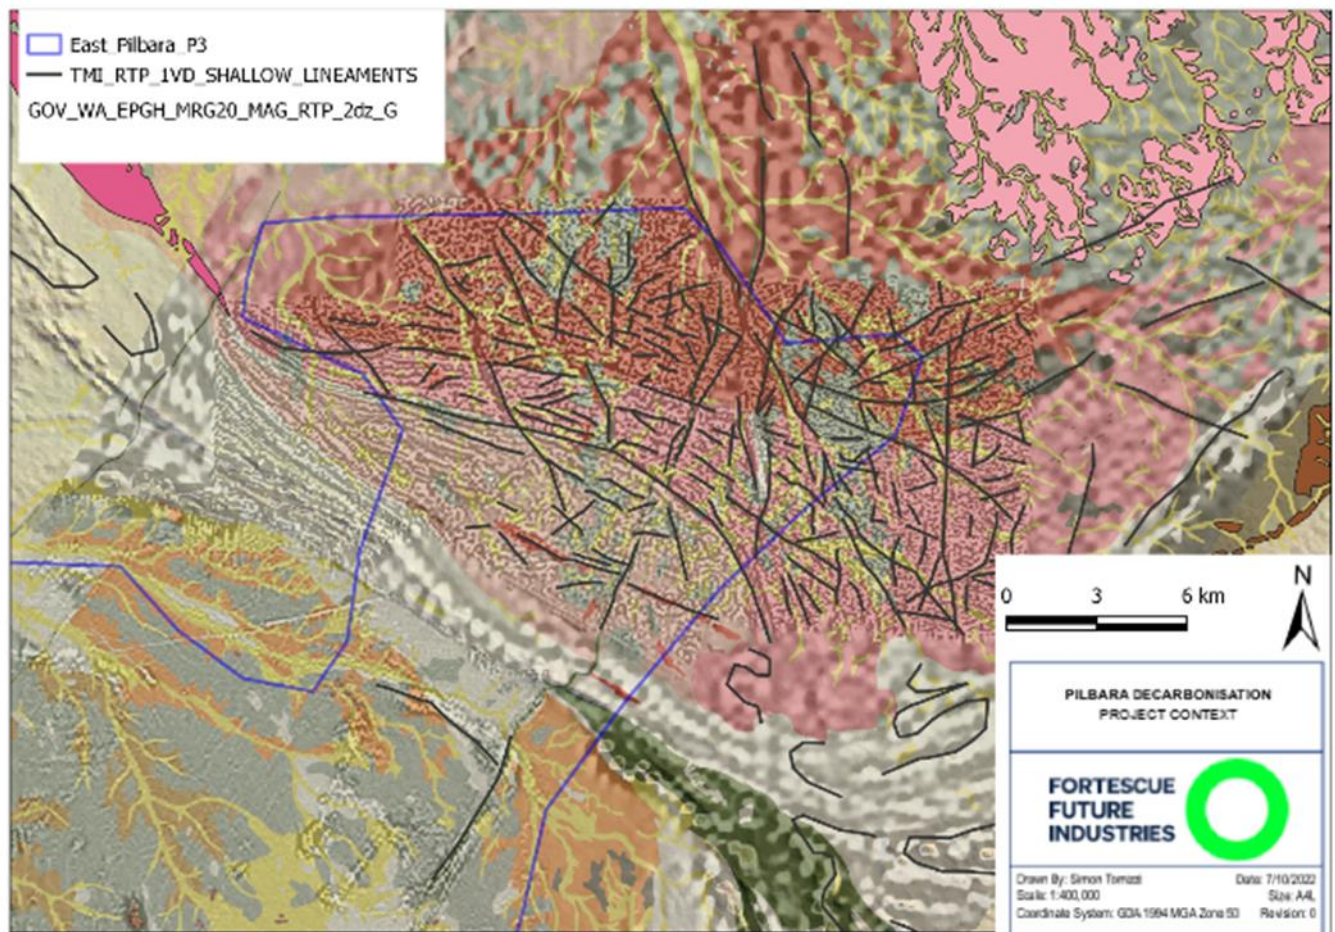 East_Pilbara_P3
TMI_RTP_1VD_SHALLOW_LINEAMENTS
GOV_WA_EPGH_MRG20_MAG_RTP_2dz_G
N
0 3 6 km
PILBARA DECARBONISATION
PROJECT CONTEXT
FORTESCUE
FUTURE
INDUSTRIES
Drawn By: Simon Date: 7/10/2022
Scale: 1:400,000 Size: A4L
Coordinate System: GDA 1994 MGA Zone 50 Revision: 0